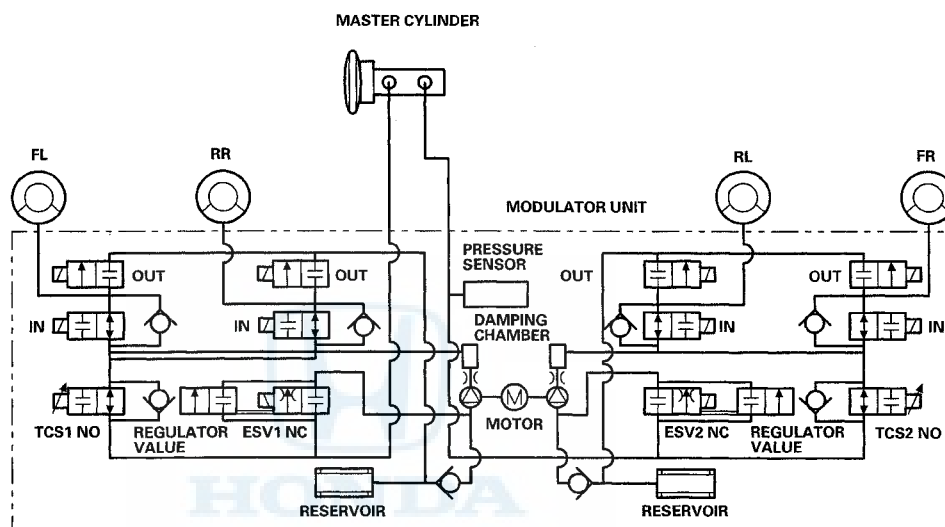 MASTER CYLINDER
FL
RR
RL
FR
MODULATOR UNIT
PRESSURE
SENSOR
OUT
OUT
OUT
OUT
DAMPING
CHAMBER
IN
IN
IN
IN
MOTOR
TCS1 NO
REGULATOR
VALUE
ESV1 NC
ESV2 NC
REGULATOR
VALUE
TCS2 NO
M
RESERVOIR
RESERVOIR
HONDA